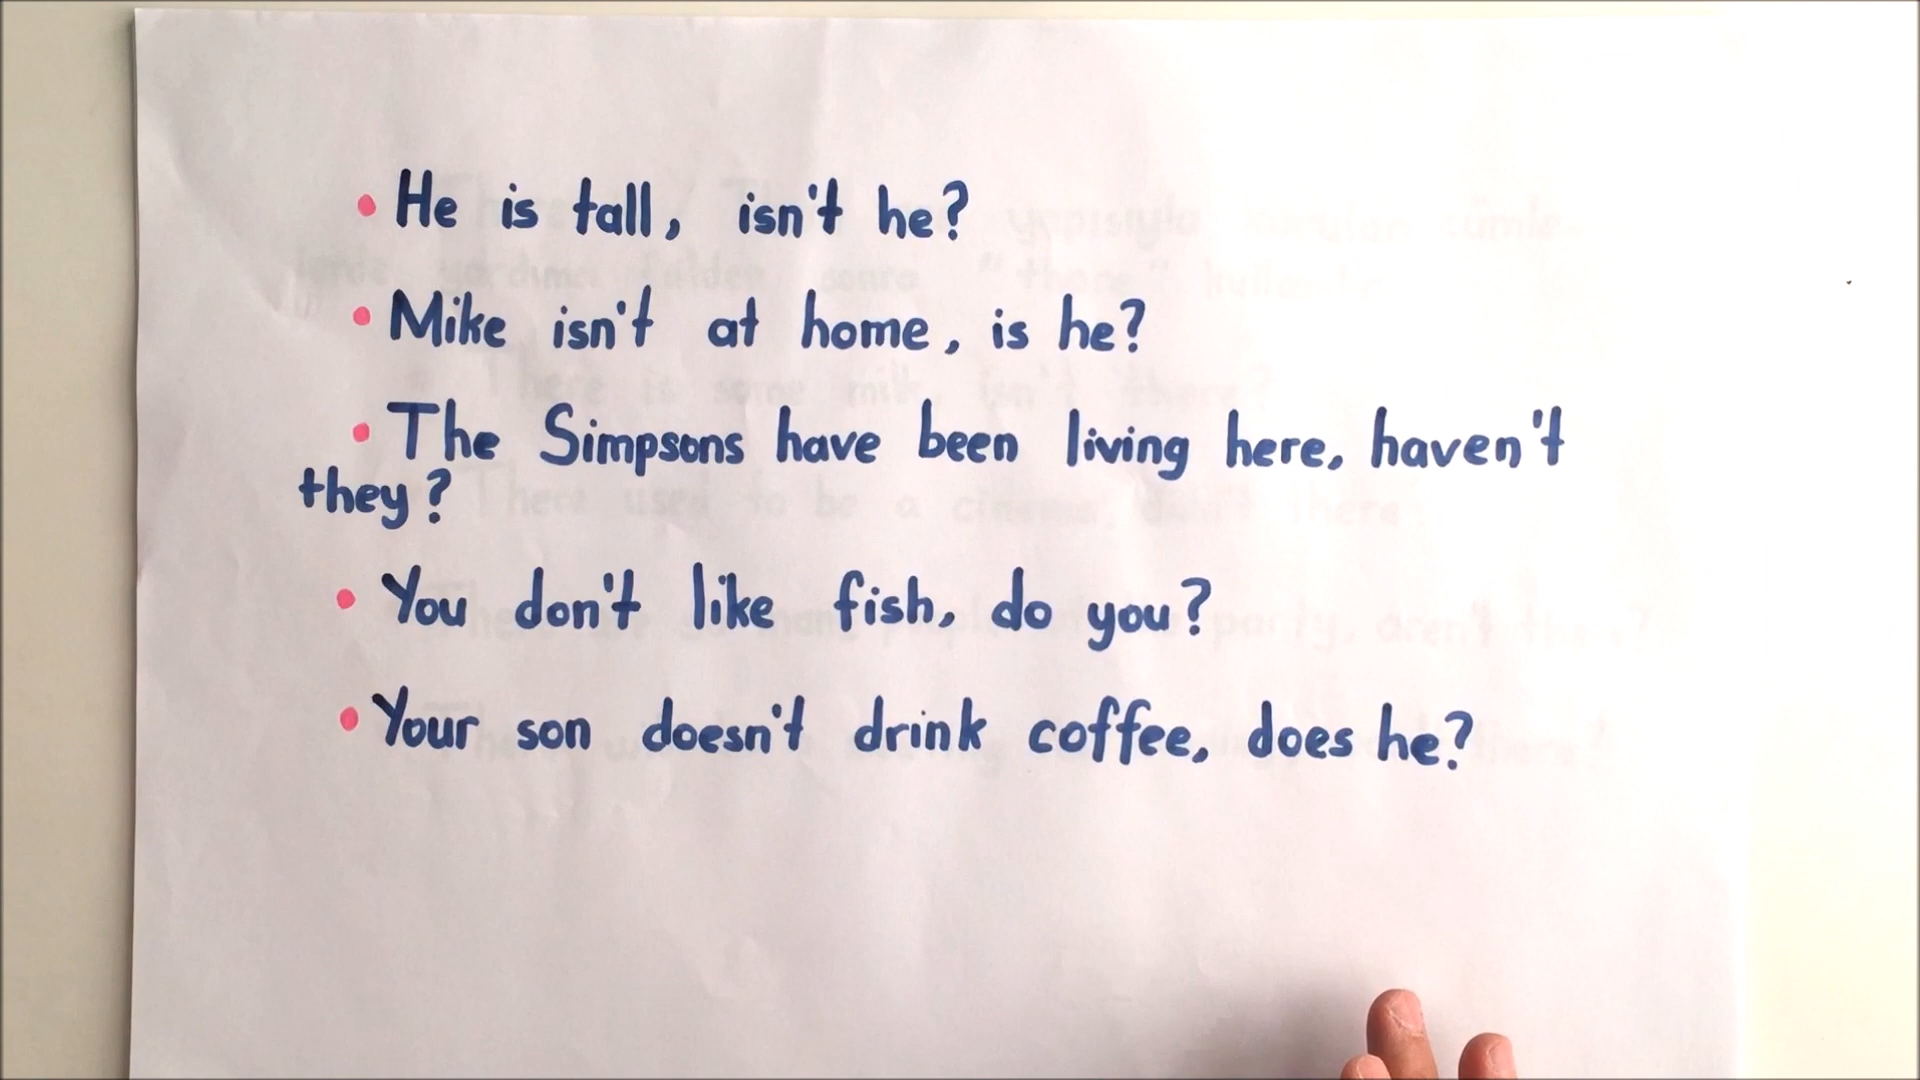 • He is tall, isn't he?
• Mike isn't at home, is he?
• The Simpsons have been living here, haven't
they?
• You don't like fish, do you?
• Your son doesn't drink coffee, does he?